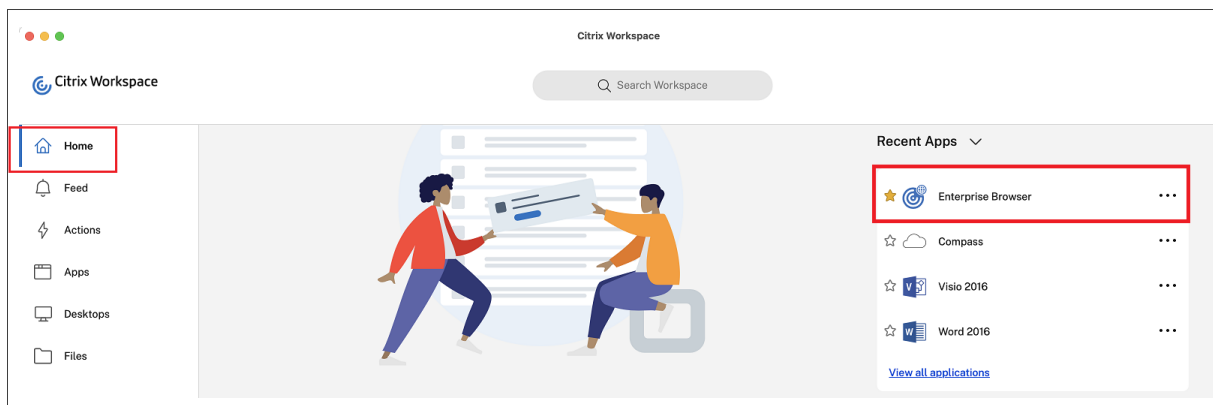 Citrix Workspace
Citrix Workspace
Search Workspace
Home
Feed
Actions
Apps
Desktops
Files
Recent Apps
Enterprise Browser
Compass
Visio 2016
Word 2016
View all applications